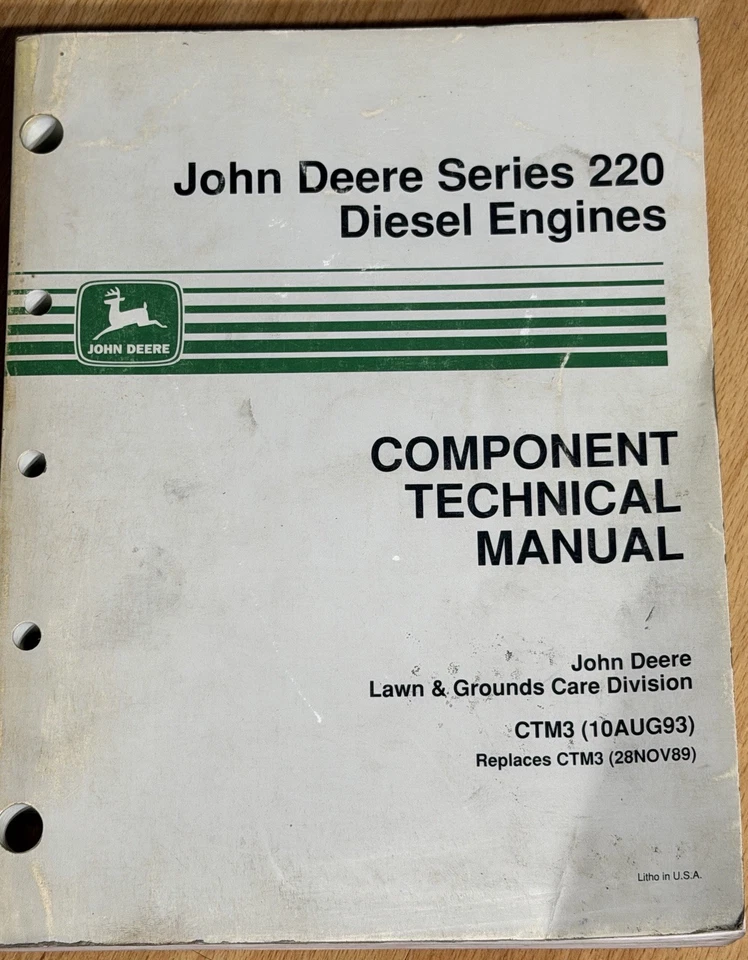 John Deere Series 220
Diesel Engines
JOHN DEERE
COMPONENT
TECHNICAL
MANUAL
John Deere
Lawn & Grounds Care Division
CTM3 (10AUG93)
Replaces CTM3 (28NOV89)
Litho in U.S.A.